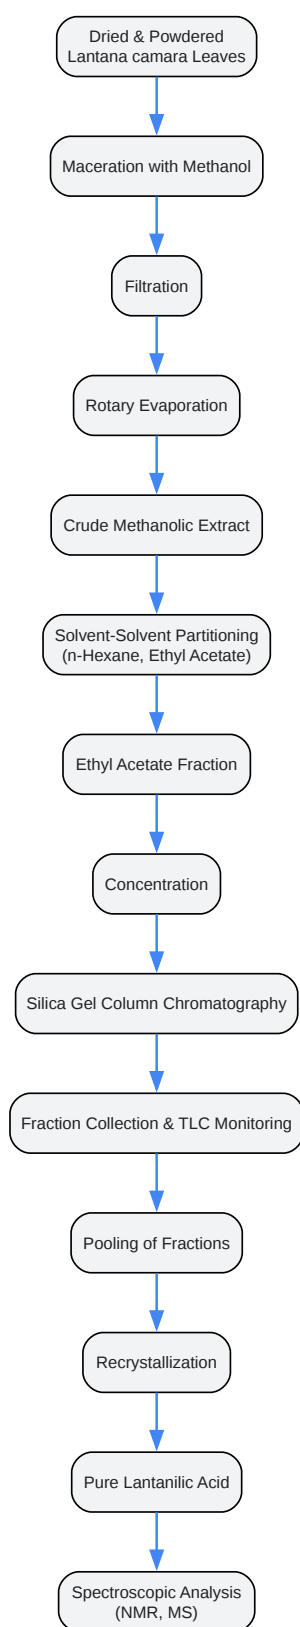 Dried & Powdered
Lantana camara Leaves
Maceration with Methanol
Filtration
Rotary Evaporation
Crude Methanolic Extract
Solvent-Solvent Partitioning
(n-Hexane, Ethyl Acetate)
Ethyl Acetate Fraction
Concentration
Silica Gel Column Chromatography
Fraction Collection & TLC Monitoring
Pooling of Fractions
Recrystallization
Pure Lantanilic Acid
Spectroscopic Analysis
(NMR, MS)